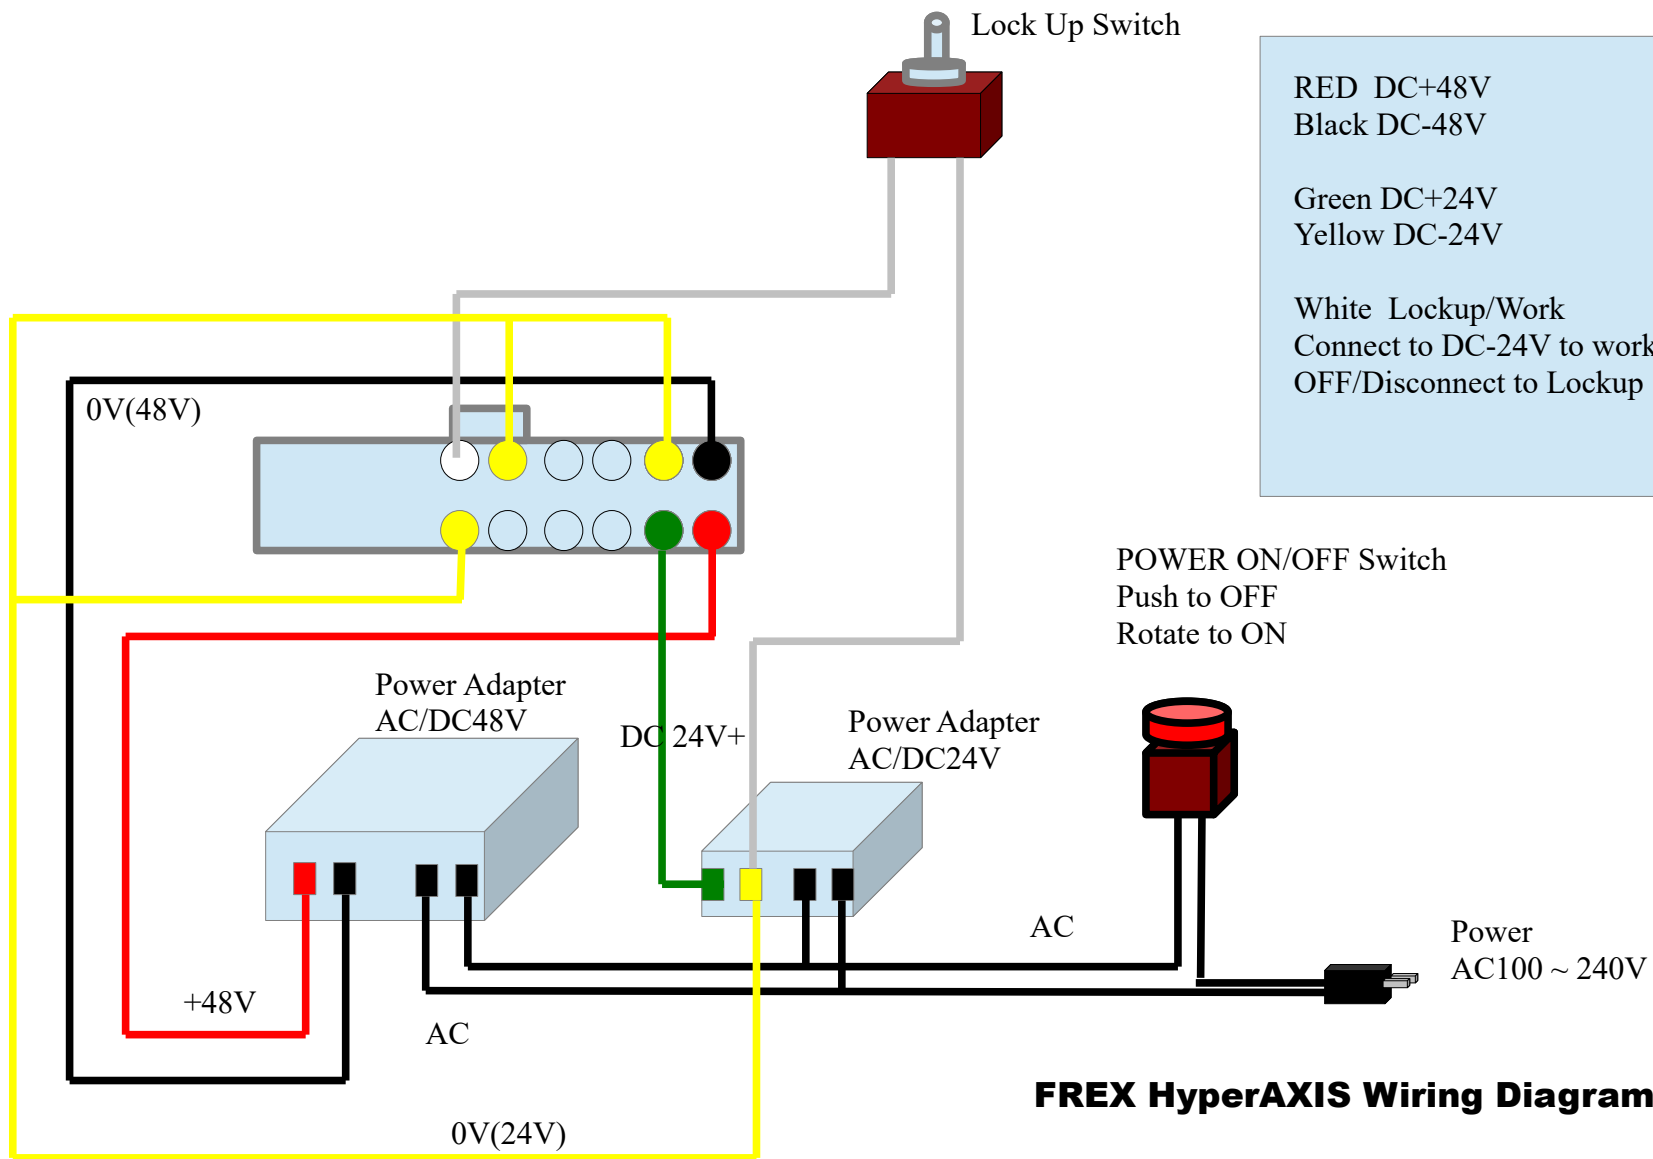 Lock Up Switch
RED  DC+48V
Black DC-48V
Green DC+24V
Yellow DC-24V
White  Lockup/Work
Connect to DC-24V to work
OFF/Disconnect to Lockup
0V(48V)
POWER ON/OFF Switch
Push to OFF
Rotate to ON
Power Adapter
AC/DC48V
DC 24V+
Power Adapter
AC/DC24V
AC
Power
AC100 ~ 240V
+48V
AC
FREX HyperAXIS Wiring Diagram
0V(24V)